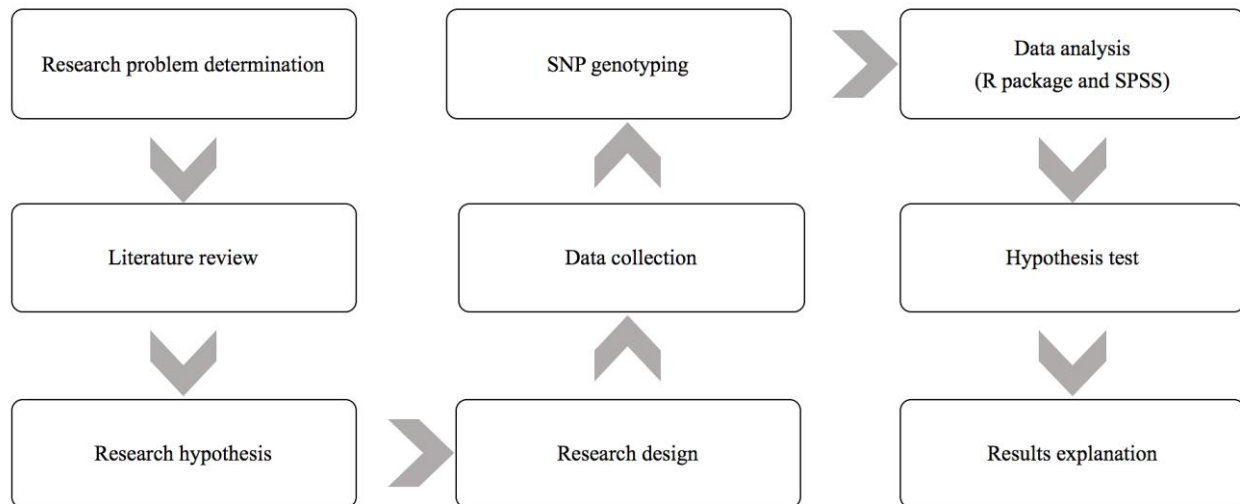 Research problem determination
Literature review
Research hypothesis
Research design
Data collection
SNP genotyping
Data analysis
(R package and SPSS)
Hypothesis test
Results explanation